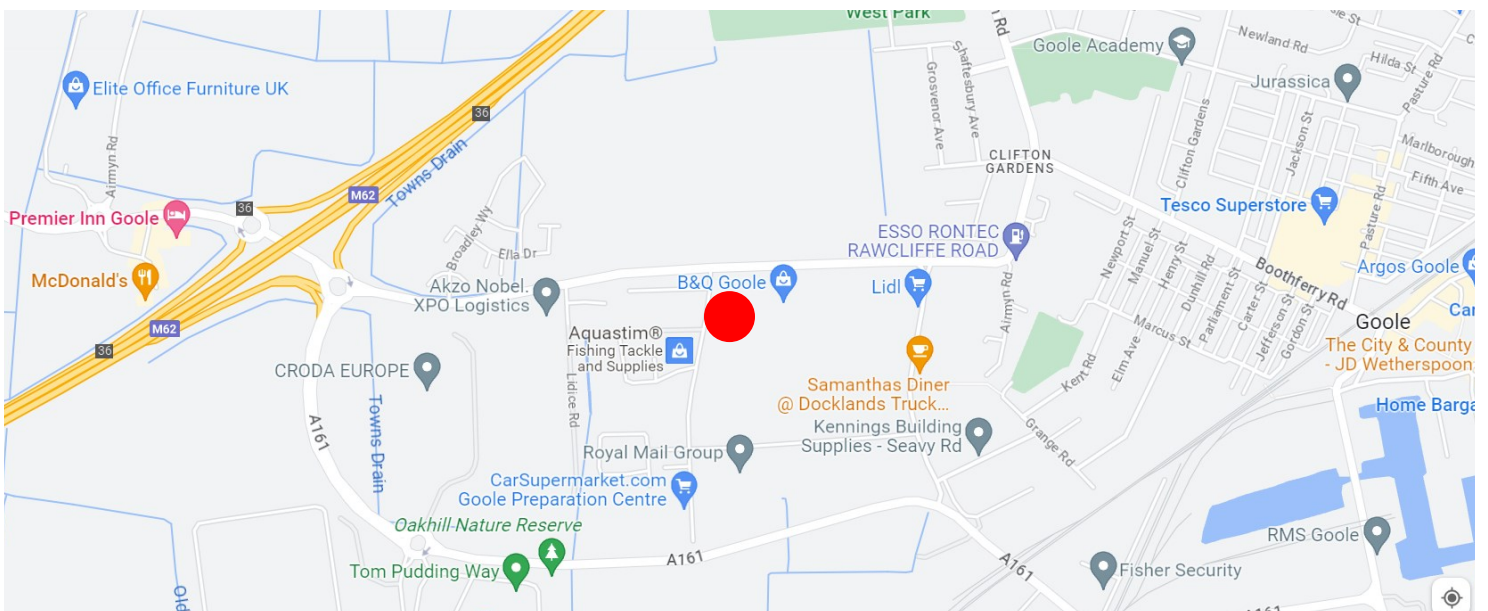 West Park
Rd
Goole Academy
Newland Rd
Hilda St
Pasture Rd
Jurassica
Elite Office Furniture UK
36
Grosvenor Ave
Shaftesbury Ave
Airmyn Rd
Towns Drain
CLIFTON
GARDENS
Clifton Gardens
Jackson St
Marlborough
Fifth Ave
M62
36
Premier Inn Goole
Tesco Superstore
Pasture Rd
Broadley Wy
Ella Dr
ESSO RONTEC
RAWCLIFFE ROAD
Newport St
Manuel St
Henry St
Dunhill Rd
Parliament St
Boothferry Rd
Argos Goole
McDonald's
Akzo Nobel.
XPO Logistics
B&Q Goole
Lidl
Airmyn Rd
Marcus St
Carter St
Jefferson St
Gordon St
Goole
M62
36
Aquastim®
Fishing Tackle
and Supplies
The City & County
- JD Wetherspoon
CRODA EUROPE
Lidice Rd
Samanthas Diner
@ Docklands Truck...
Kent Rd
Elm Ave
Home Barga
A161
Towns Drain
Kennings Building
Supplies - Seavy Rd
Grange Rd
Royal Mail Group
CarSupermarket.com
Goole Preparation Centre
Oakhill Nature Reserve
RMS Goole
A161
A161
Tom Pudding Way
Fisher Security
Old
A161